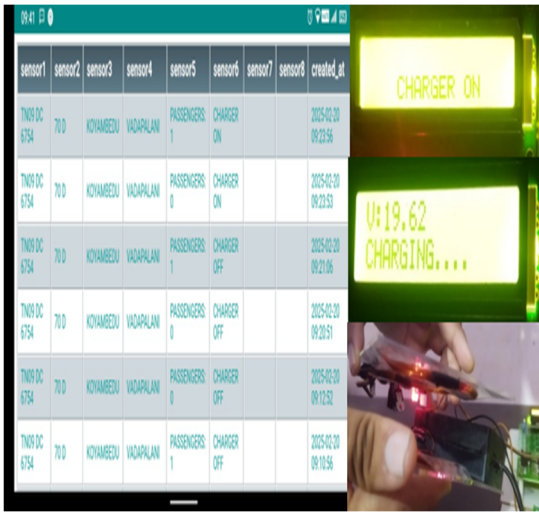 09:41
sensor1 sensor2 sensor3 sensor4 sensor5 sensor6 sensor7 sensor8 created_at
TN09 DC 6754 70 D KOYAMBEDU VADAPALANI PASSENGERS: 1 CHARGER ON 2025-02-20 09:23:56
TN09 DC 6754 70 D KOYAMBEDU VADAPALANI PASSENGERS: 0 CHARGER ON 2025-02-20 09:23:53
TN09 DC 6754 70 D KOYAMBEDU VADAPALANI PASSENGERS: 1 CHARGER OFF 2025-02-20 09:21:06
TN09 DC 6754 70 D KOYAMBEDU VADAPALANI PASSENGERS: 0 CHARGER OFF 2025-02-20 09:20:51
TN09 DC 6754 70 D KOYAMBEDU VADAPALANI PASSENGERS: 0 CHARGER OFF 2025-02-20 09:12:52
TN09 DC 6754 70 D KOYAMBEDU VADAPALANI PASSENGERS: 1 CHARGER OFF 2025-02-20 09:10:56
CHARGER ON
V:19.62
CHARGING....